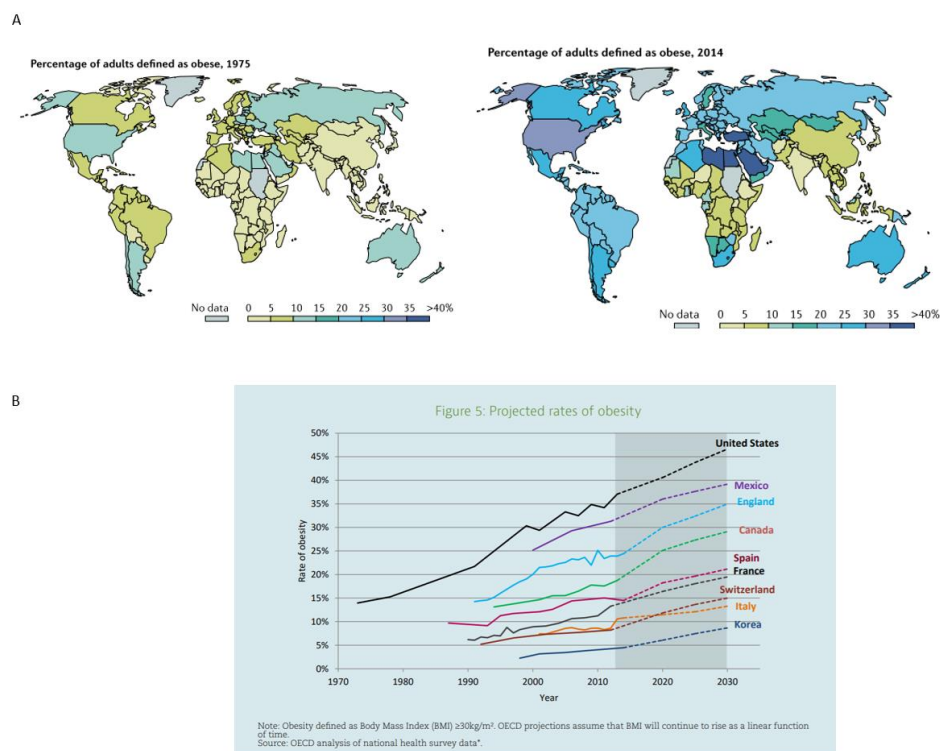 A
Percentage of adults defined as obese, 1975
Percentage of adults defined as obese, 2014
No data 0 5 10 15 20 25 30 35 >40%
No data 0 5 10 15 20 25 30 35 >40%
B
Figure 5: Projected rates of obesity
50%
45%
40%
35%
30%
25%
20%
15%
10%
5%
0%
Rate of obesity
United States
Mexico
England
Canada
Spain
France
Switzerland
Italy
Korea
1970 1980 1990 2000 2010 2020 2030
Year
Note: Obesity defined as Body Mass Index (BMI) ≥30kg/m². OECD projections assume that BMI will continue to rise as a linear function
of time.
Source: OECD analysis of national health survey data*.